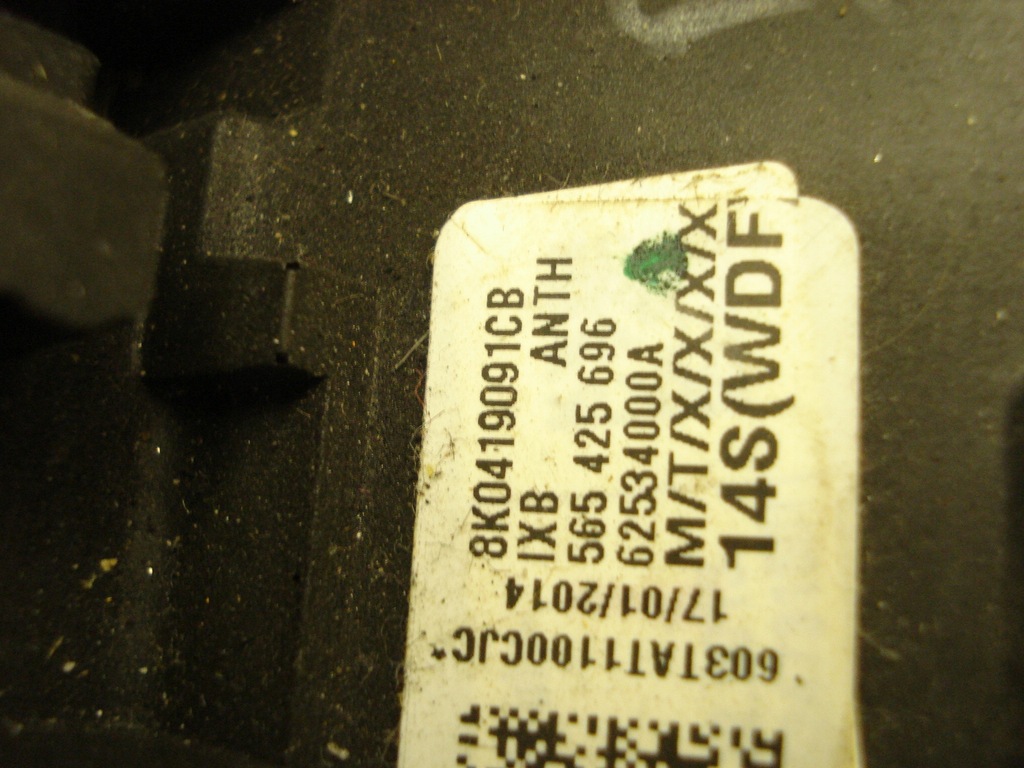 8K0419091CB
IXB ANTH
565 425 696
62534000A
M/T/X/X/X/X
14S(WDF
17/01/2014
603TAT1100CJC*